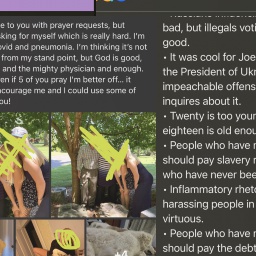 e to you with prayer requests, but
king for myself which is really hard. I'm
ovid and pneumonia. I'm thinking it's not
from my stand point, but God is good,
and the mighty physician and enough.
en if 5 of you pray I'm better off… it
courage me and I could use some of
ou!
+4
bad, but illegals voti
good.
• It was cool for Joe
the President of Ukr
impeachable offens
inquires about it.
• Twenty is too your
eighteen is old enou
• People who have r
should pay slavery r
who have never bee
• Inflammatory rheto
harassing people in
virtuous.
• People who have r
should pay the debt